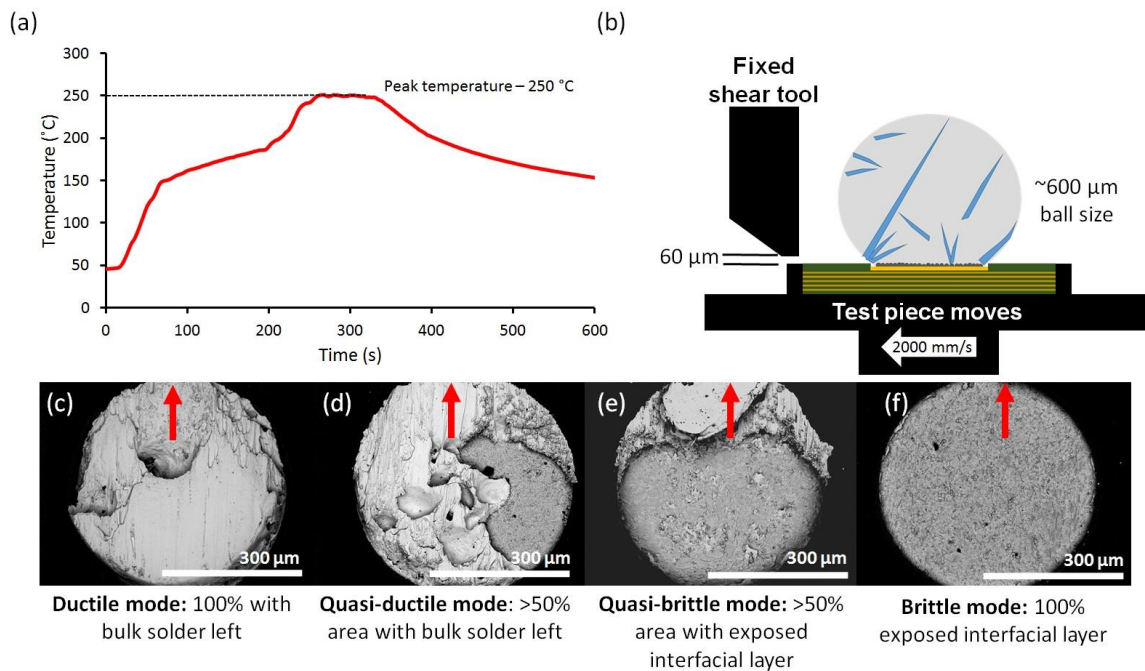 (a)
300
250
200
150
100
50
0
Temperature (˚C)
Peak temperature – 250 °C
0 100 200 300 400 500 600
Time (s)
(b)
Fixed
shear tool
60 µm
~600 µm
ball size
Test piece moves
2000 mm/s
(c)
300 µm
(d)
300 µm
(e)
300 µm
(f)
300 µm
Ductile mode: 100% with
bulk solder left
Quasi-ductile mode: >50%
area with bulk solder left
Quasi-brittle mode: >50%
area with exposed
interfacial layer
Brittle mode: 100%
exposed interfacial layer